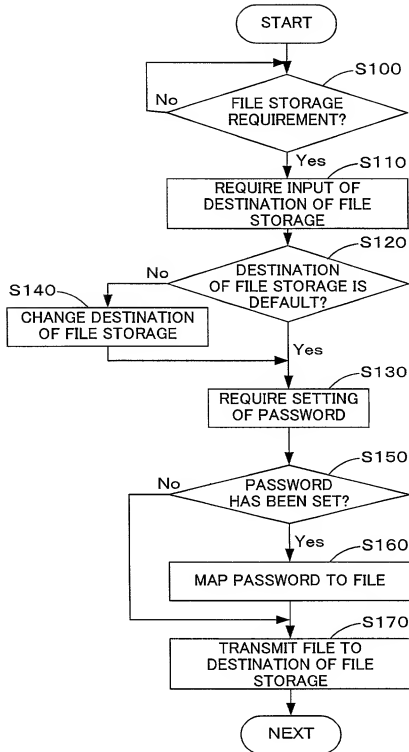 START
S100
No
FILE STORAGE
REQUIREMENT?
Yes
S110
REQUIRE INPUT OF
DESTINATION OF FILE
STORAGE
S120
No
DESTINATION
OF FILE STORAGE IS
DEFAULT?
S140
CHANGE DESTINATION
OF FILE STORAGE
Yes
S130
REQUIRE SETTING
OF PASSWORD
S150
No
PASSWORD
HAS BEEN SET?
Yes
S160
MAP PASSWORD TO FILE
S170
TRANSMIT FILE TO
DESTINATION OF FILE
STORAGE
NEXT